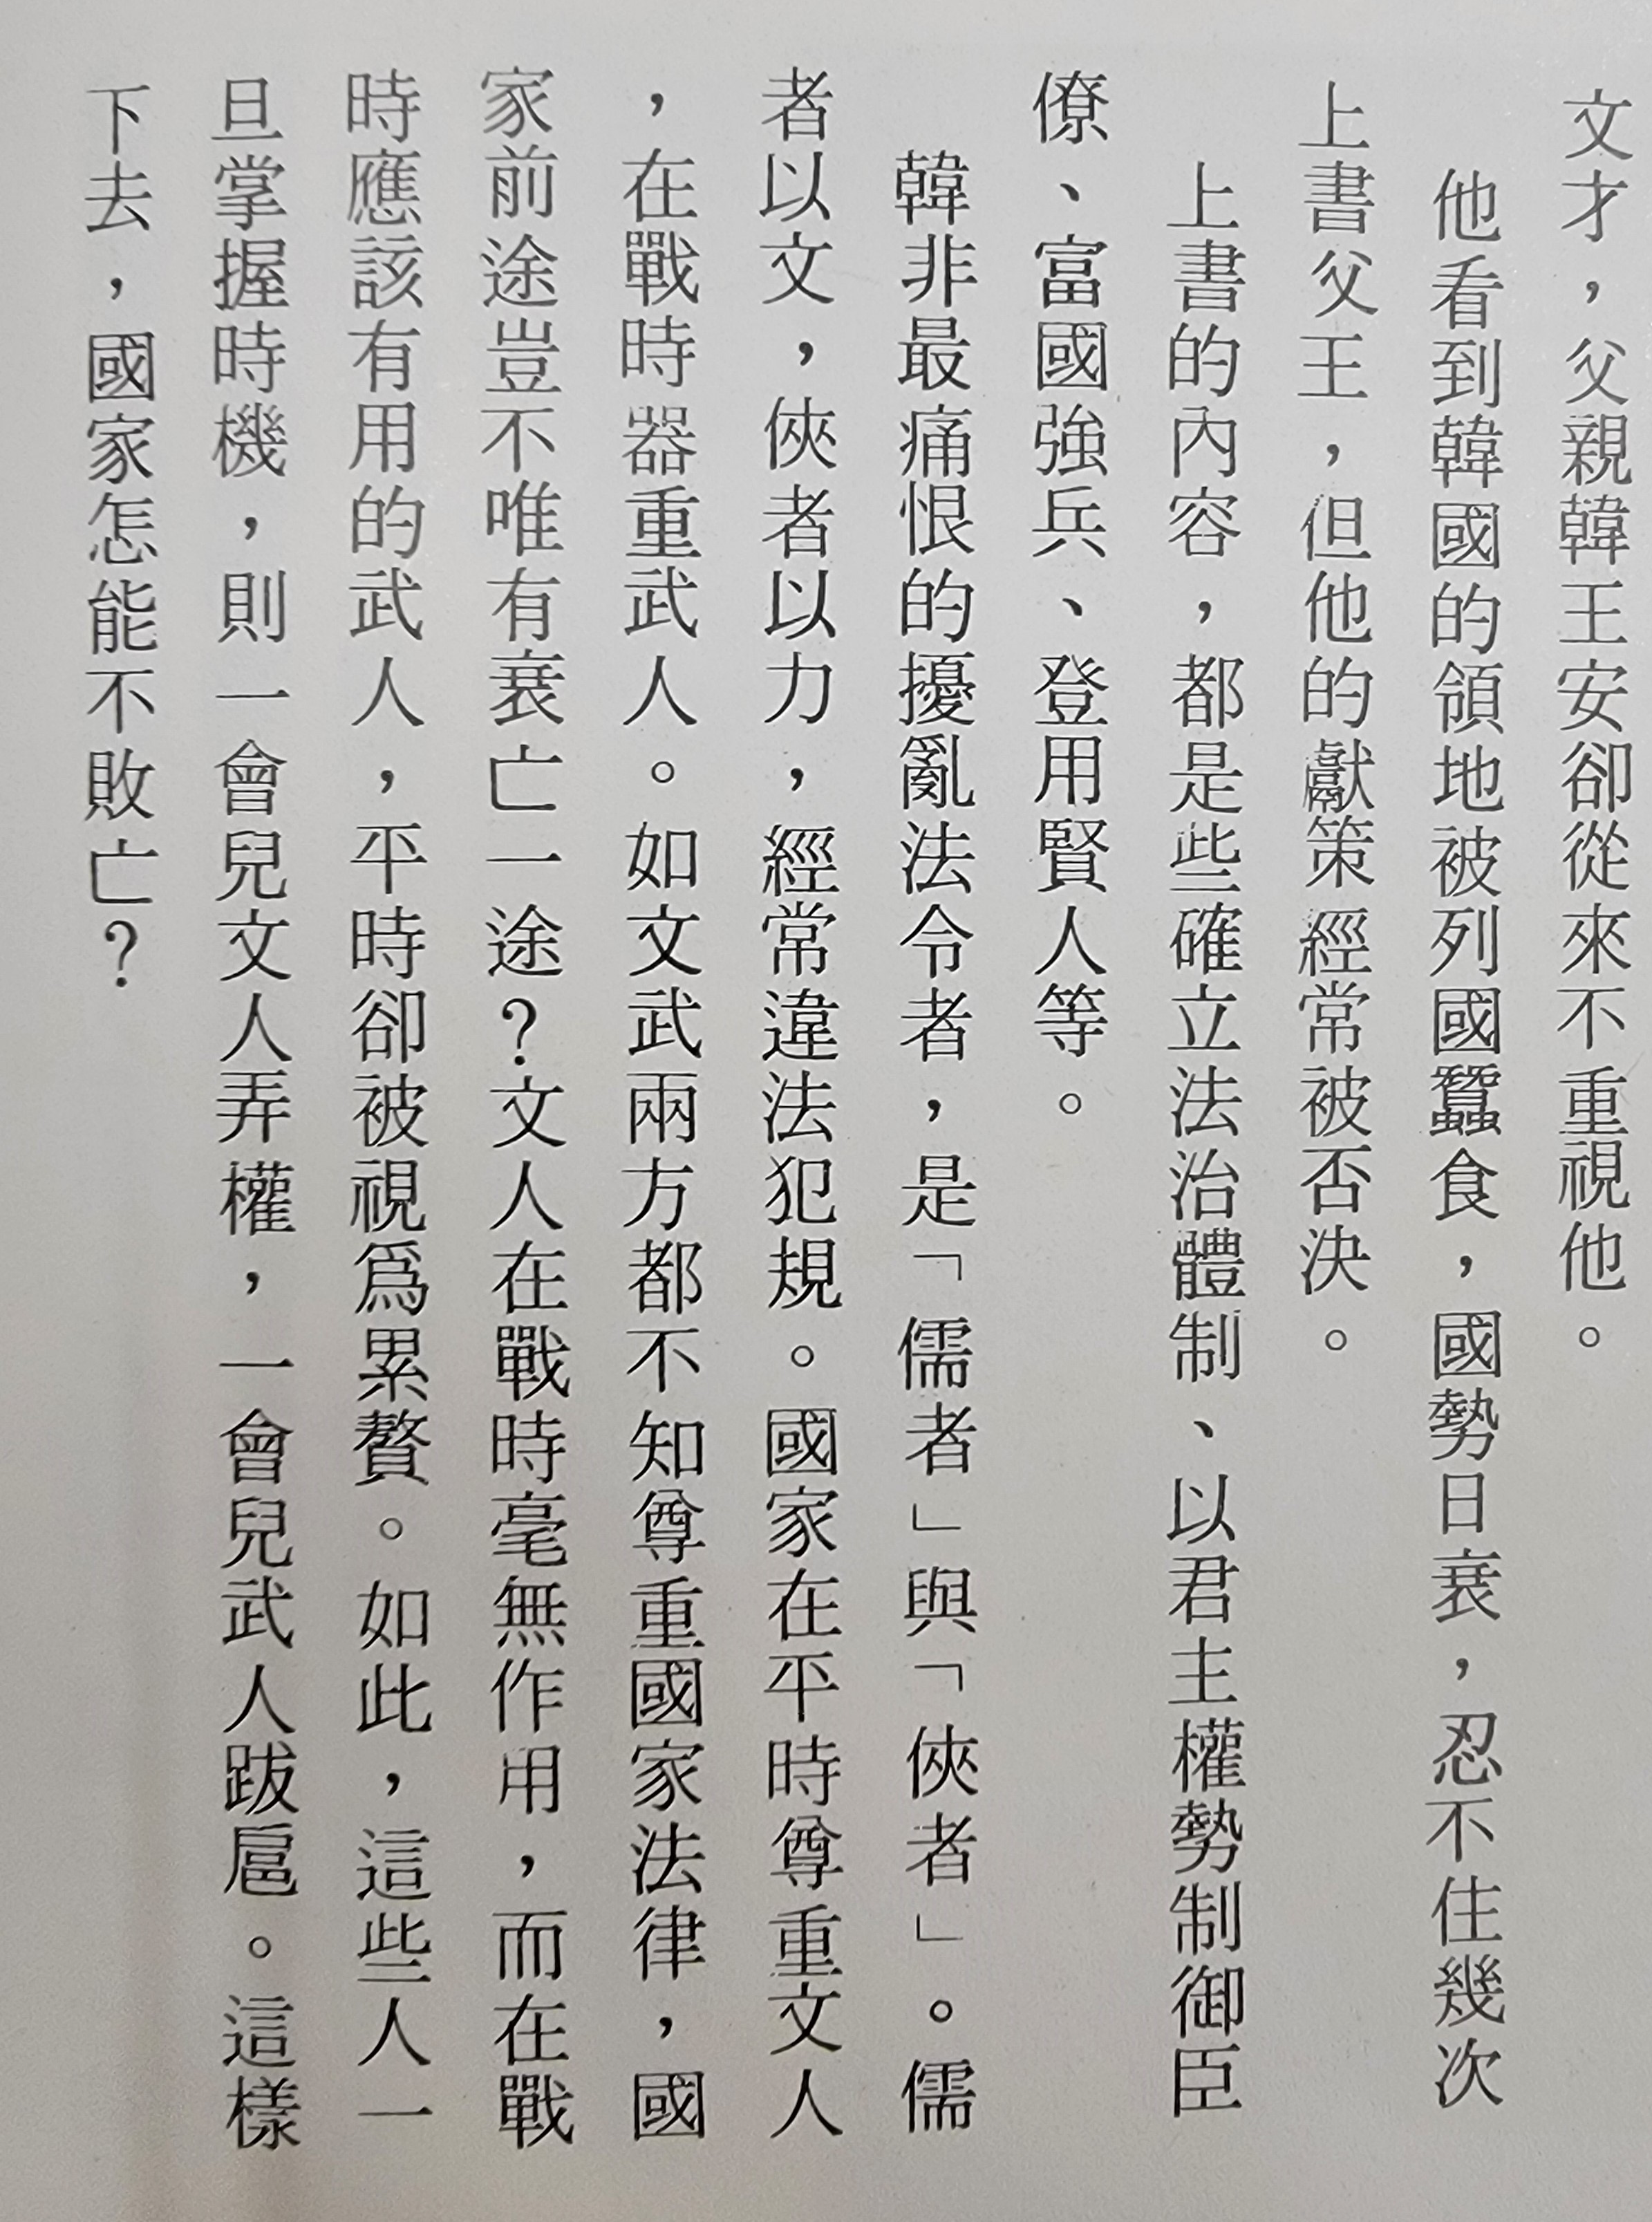 文才，父親韓王安卻從來不重視他。
他看到韓國的領地被列國蠶食，國勢日衰，忍不住幾次
上書父王，但他的獻策經常被否決。
上書的內容，都是些確立法治體制、以君主權勢制御臣
僚、富國強兵、登用賢人等。
韓非最痛恨的擾亂法令者，是「儒者」與「俠者」。儒
者以文，俠者以力，經常違法犯規。國家在平時尊重文人
，在戰時器重武人。如文武兩方都不知尊重國家法律，國
家前途豈不唯有衰亡一途？文人在戰時毫無作用，而在戰
時應該有用的武人，平時卻被視爲累贅。如此，這些人一
旦掌握時機，則一會兒文人弄權，一會兒武人跋扈。這樣
下去，國家怎能不敗亡？